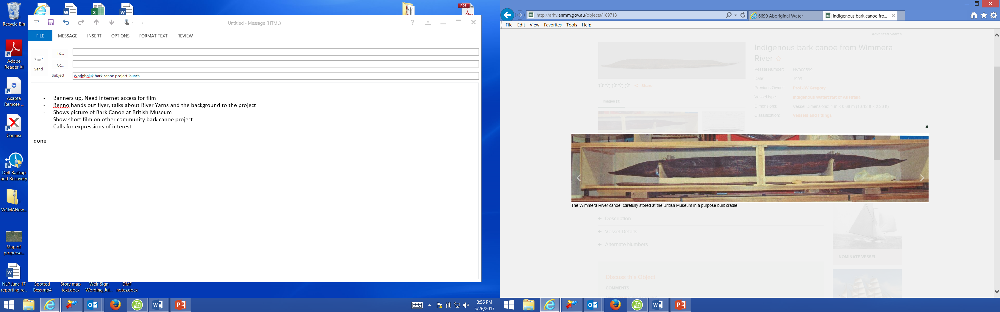 Recycle Bin
Adobe
Reader XI
Axapta
Remote ...
Connex
Dell Backup
and Recovery
WCMANew...
Map of
proprose...
NLP June 17
reporting re...
Spotted
Bess.mp4
Story map
text.docx
Weir Sign
Wording_Jul...
DMF
notes.docx
PDF
Untitled - Message (HTML)
FILE MESSAGE INSERT OPTIONS FORMAT TEXT REVIEW
Send
To...
Cc...
Subject Wotjobaluk bark canoe project launch
- Banners up, Need internet access for film
- Benno hands out flyer, talks about River Yarns and the background to the project
- Shows picture of Bark Canoe at British Museum
- Show short film on other community bark canoe project
- Calls for expressions of interest
done
3:56 PM
5/26/2017
http://arhv.anmm.gov.au/objects/189713
6699 Aboriginal Water
Indigenous bark canoe fro...
File Edit View Favorites Tools Help
Advanced Search
Indigenous bark canoe from Wimmera
River
Vessel Number: HV000599
Date: 1906
Previous Owner: Prof JW Gregory
Vessel type Indigenous Watercraft of Australia
Dimensions: Vessel Dimensions: 4 m x 0.68 m (13.12 ft x 2.23 ft)
Classification Vessels and fittings
Share
Images (3)
The Wimmera River canoe, carefully stored at the British Museum in a purpose built cradle
+ Description
+ Vessel Details
+ Alternate Numbers
NOMINATE VESSEL
Discuss this Object
COMMENTS